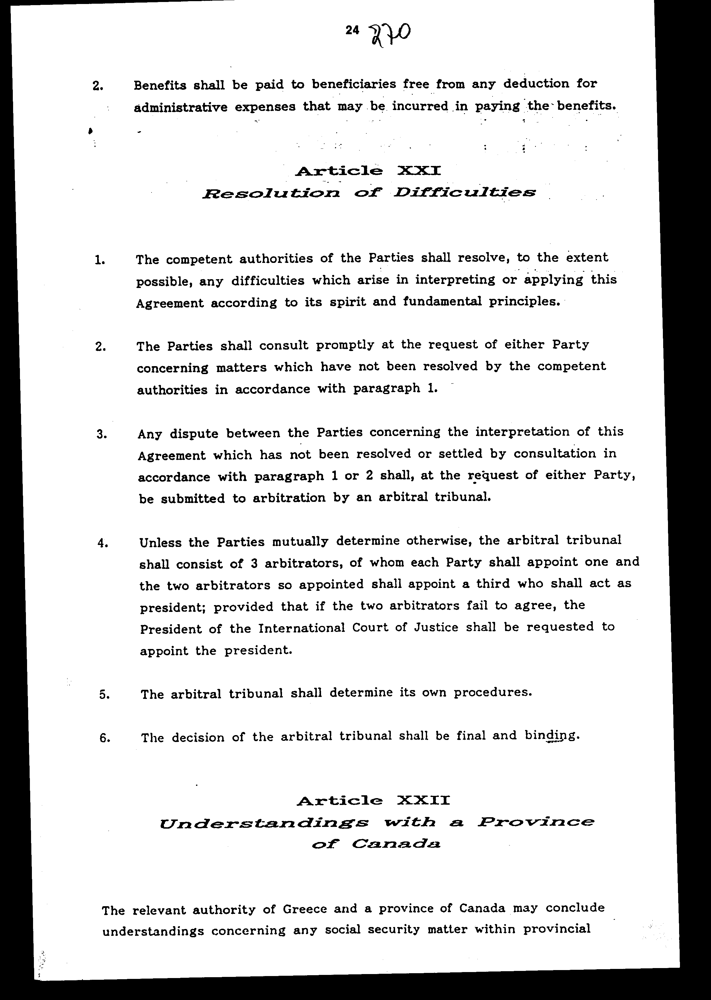 24 270
2. Benefits shall be paid to beneficiaries free from any deduction for
administrative expenses that may be incurred in paying the benefits.
Article XXI
Resolution of Difficulties
1. The competent authorities of the Parties shall resolve, to the extent
possible, any difficulties which arise in interpreting or applying this
Agreement according to its spirit and fundamental principles.
2. The Parties shall consult promptly at the request of either Party
concerning matters which have not been resolved by the competent
authorities in accordance with paragraph 1.
3. Any dispute between the Parties concerning the interpretation of this
Agreement which has not been resolved or settled by consultation in
accordance with paragraph 1 or 2 shall, at the request of either Party,
be submitted to arbitration by an arbitral tribunal.
4. Unless the Parties mutually determine otherwise, the arbitral tribunal
shall consist of 3 arbitrators, of whom each Party shall appoint one and
the two arbitrators so appointed shall appoint a third who shall act as
president; provided that if the two arbitrators fail to agree, the
President of the International Court of Justice shall be requested to
appoint the president.
5. The arbitral tribunal shall determine its own procedures.
6. The decision of the arbitral tribunal shall be final and binding.
Article XXII
Understandings with a Province
of Canada
The relevant authority of Greece and a province of Canada may conclude
understandings concerning any social security matter within provincial